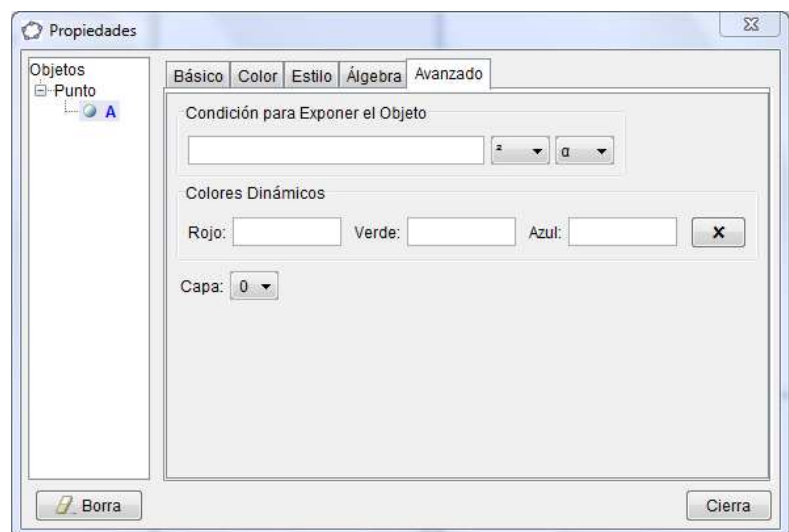 Propiedades
Objetos
Punto
A
Básico Color Estilo Álgebra Avanzado
Condición para Exponer el Objeto
² α
Colores Dinámicos
Rojo: Verde: Azul:
Capa: 0
Borra Cierra